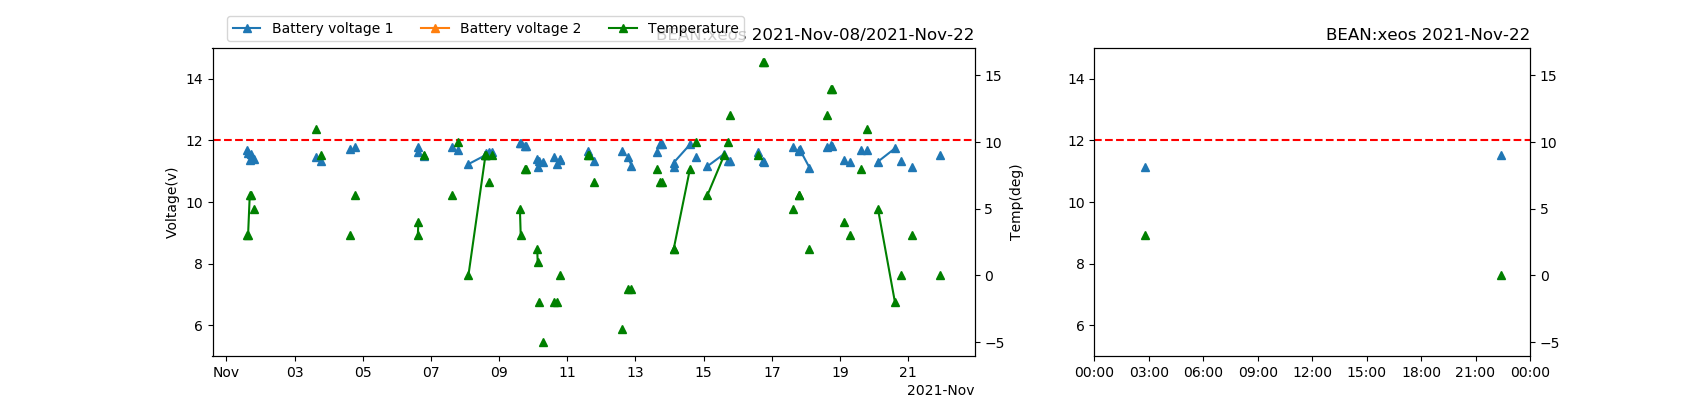 Battery voltage 1 Battery voltage 2 Temperature
BEAN:xeos 2021-Nov-08/2021-Nov-22
14
12
10
8
6
Voltage(v)
15
10
5
0
−5
Temp(deg)
Nov 03 05 07 09 11 13 15 17 19 21
2021-Nov
BEAN:xeos 2021-Nov-22
14
12
10
8
6
15
10
5
0
−5
00:00 03:00 06:00 09:00 12:00 15:00 18:00 21:00 00:00